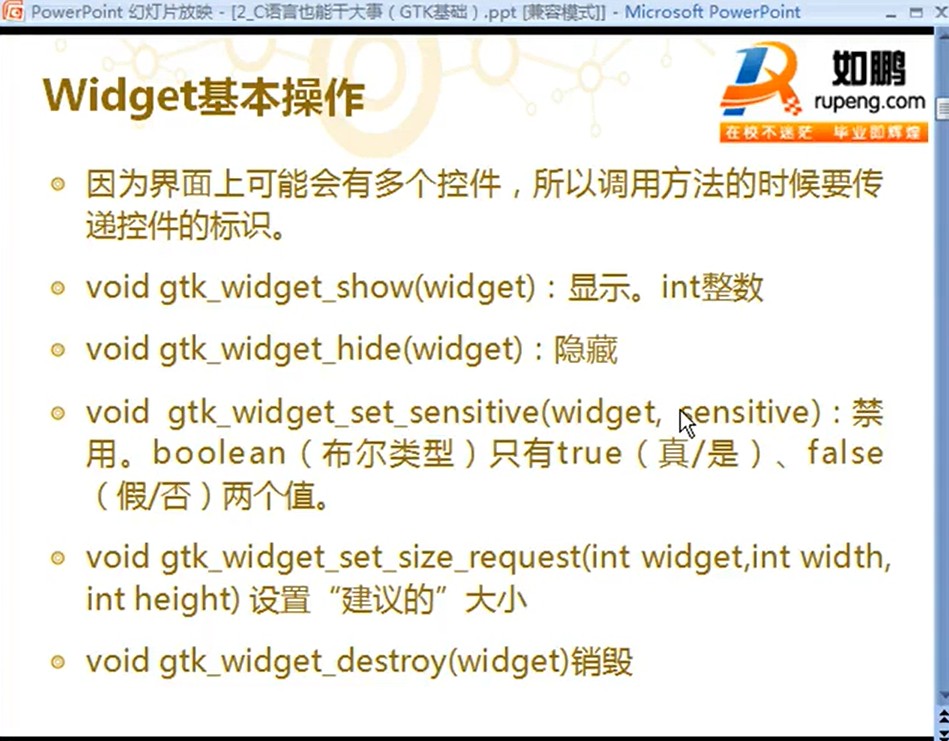 PowerPoint 幻灯片放映 - [2_C语言也能干大事（GTK基础）.ppt [兼容模式]] - Microsoft PowerPoint
Widget基本操作
如鹏
rupeng.com
在校不迷茫 毕业即辉煌
因为界面上可能会有多个控件，所以调用方法的时候要传
递控件的标识。
void gtk_widget_show(widget)：显示。int整数
void gtk_widget_hide(widget)：隐藏
void gtk_widget_set_sensitive(widget, sensitive)：禁
用。boolean（布尔类型）只有true（真/是）、false
（假/否）两个值。
void gtk_widget_set_size_request(int widget,int width,
int height) 设置“建议的”大小
void gtk_widget_destroy(widget)销毁